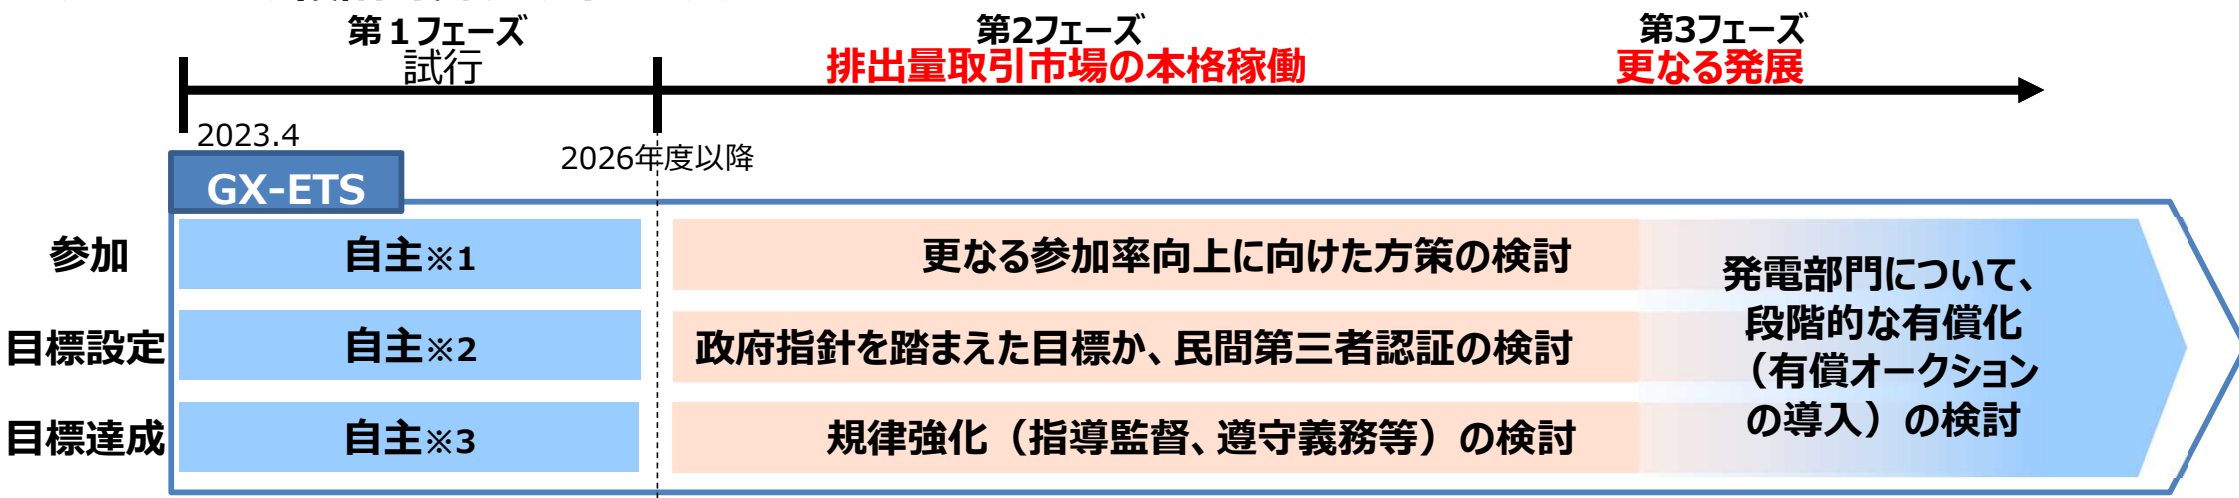 第１フェーズ
試行
第2フェーズ
排出量取引市場の本格稼働
第3フェーズ
更なる発展
2023.4
2026年度以降
GX-ETS
参加
自主※1
更なる参加率向上に向けた方策の検討
目標設定
自主※2
政府指針を踏まえた目標か、民間第三者認証の検討
目標達成
自主※3
規律強化（指導監督、遵守義務等）の検討
発電部門について、
段階的な有償化
（有償オークション
の導入）の検討